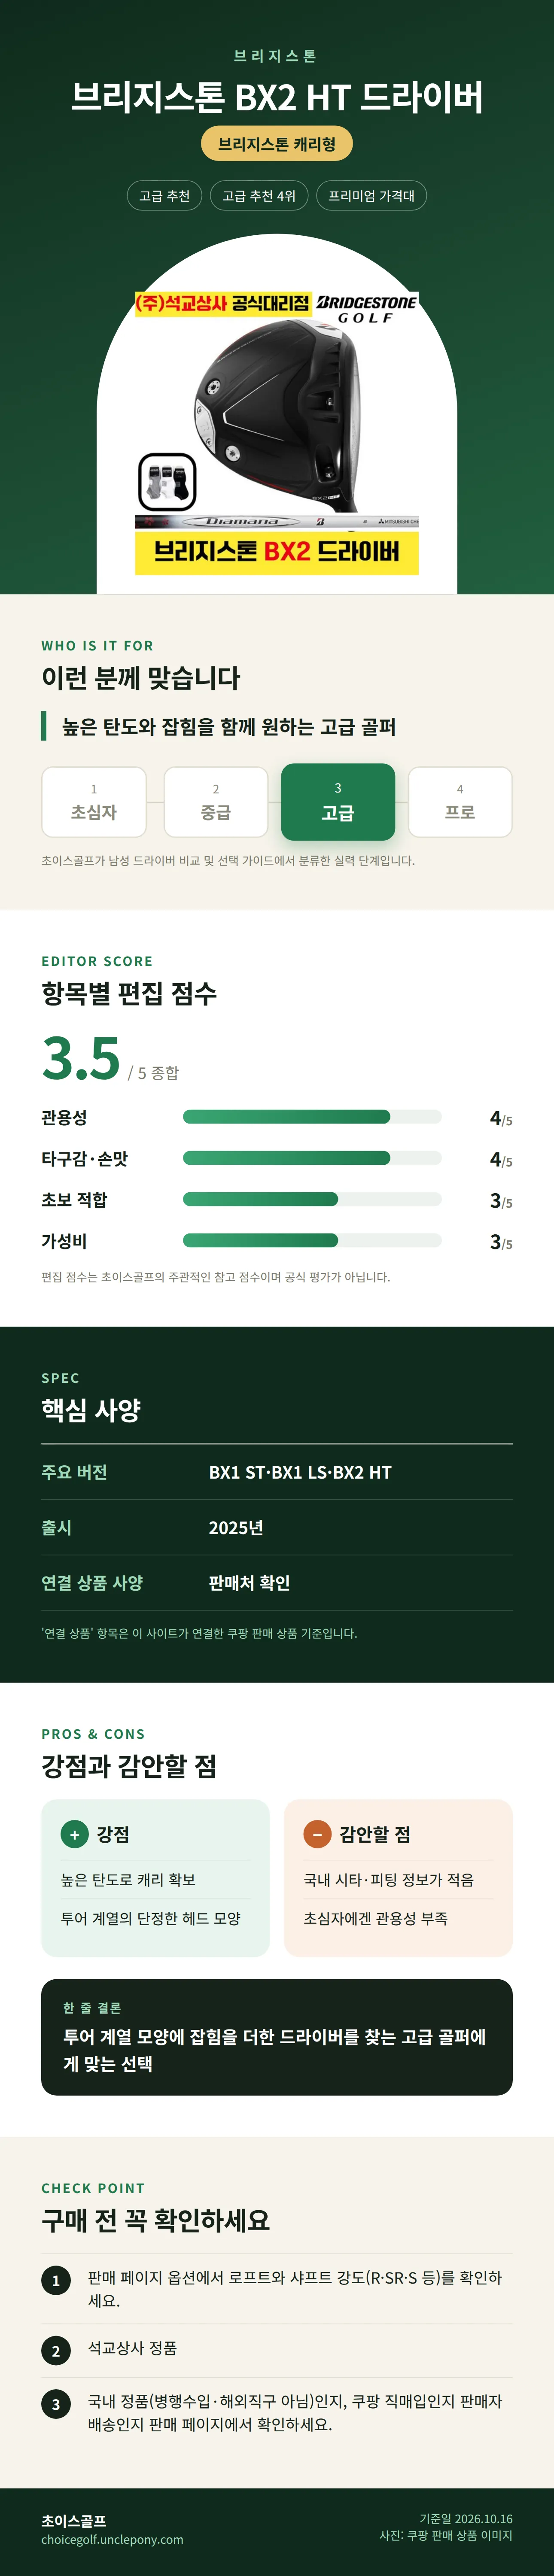 브리지스톤
브리지스톤 BX2 HT 드라이버
브리지스톤 캐리형
고급 추천
고급 추천 4위
프리미엄 가격대
(주)석교상사 공식대리점 BRIDGESTONE
GOLF
Diamana
브리지스톤 BX2 드라이버
WHO IS IT FOR
이런 분께 맞습니다
높은 탄도와 잡힘을 함께 원하는 고급 골퍼
1
초심자
2
중급
3
고급
4
프로
초이스골프가 남성 드라이버 비교 및 선택 가이드에서 분류한 실력 단계입니다.
EDITOR SCORE
항목별 편집 점수
3.5 / 5 종합
관용성 4/5
타구감·손맛 4/5
초보 적합 3/5
가성비 3/5
편집 점수는 초이스골프의 주관적인 참고 점수이며 공식 평가가 아닙니다.
SPEC
핵심 사양
주요 버전 BX1 ST·BX1 LS·BX2 HT
출시 2025년
연결 상품 사양 판매처 확인
'연결 상품' 항목은 이 사이트가 연결한 쿠팡 판매 상품 기준입니다.
PROS & CONS
강점과 감안할 점
+ 강점
높은 탄도로 캐리 확보
투어 계열의 단정한 헤드 모양
− 감안할 점
국내 시타·피팅 정보가 적음
초심자에겐 관용성 부족
한 줄 결론
투어 계열 모양에 잡힘을 더한 드라이버를 찾는 고급 골퍼에
게 맞는 선택
CHECK POINT
구매 전 꼭 확인하세요
1 판매 페이지 옵션에서 로프트와 샤프트 강도(R·SR·S 등)를 확인하
세요.
2 석교상사 정품
3 국내 정품(병행수입·해외직구 아님)인지, 쿠팡 직매입인지 판매자
배송인지 판매 페이지에서 확인하세요.
초이스골프
choicegolf.unclepony.com
기준일 2026.10.16
사진: 쿠팡 판매 상품 이미지